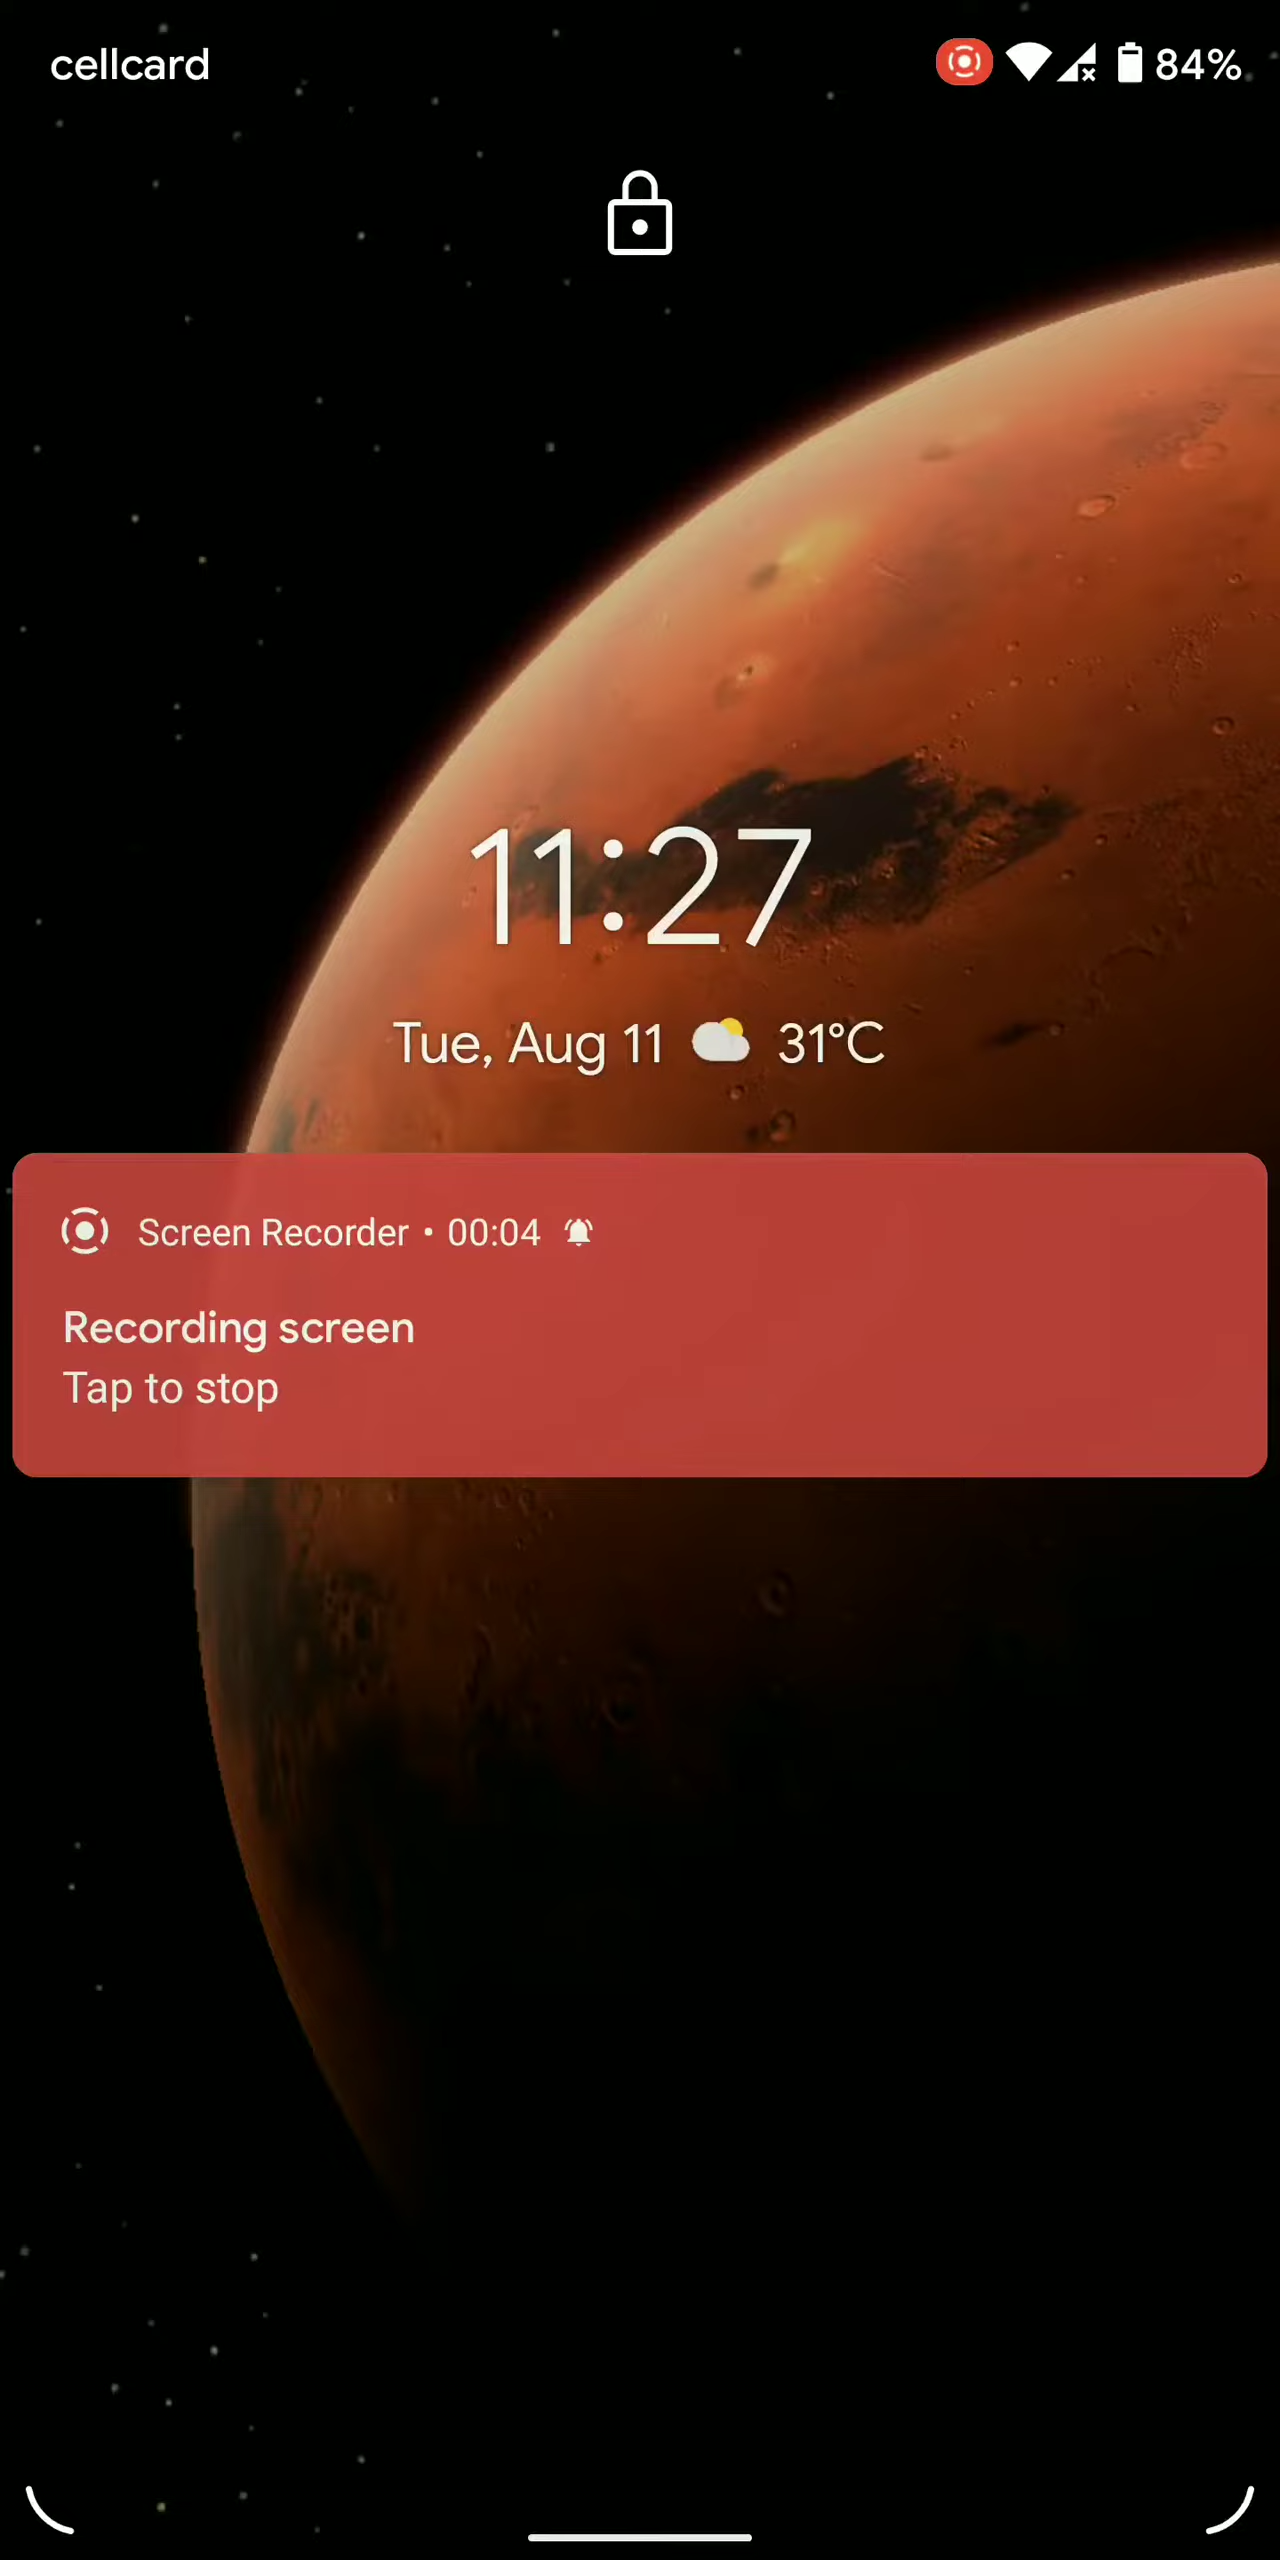 cellcard
84%
11:27
Tue, Aug 11 31°C
Screen Recorder • 00:04
Recording screen
Tap to stop